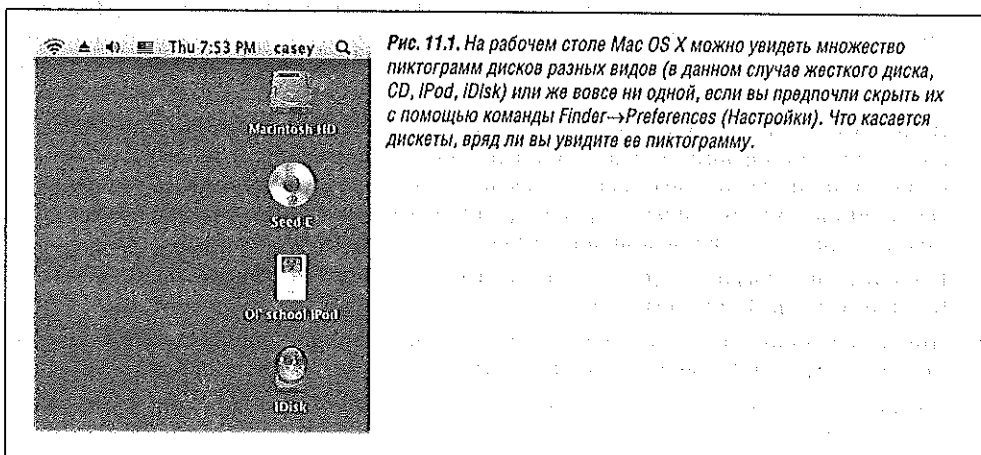 Thu 7:53 PM casey
Macintosh HD
Seed E
Ol' school iPod
iDisk
Рис. 11.1. На рабочем столе Mac OS X можно увидеть множество
пиктограмм дисков разных видов (в данном случае жесткого диска,
CD, iPod, iDisk) или же вовсе ни одной, если вы предпочли скрыть их
с помощью команды Finder→Preferences (Настройки). Что касается
дискеты, вряд ли вы увидите ее пиктограмму.